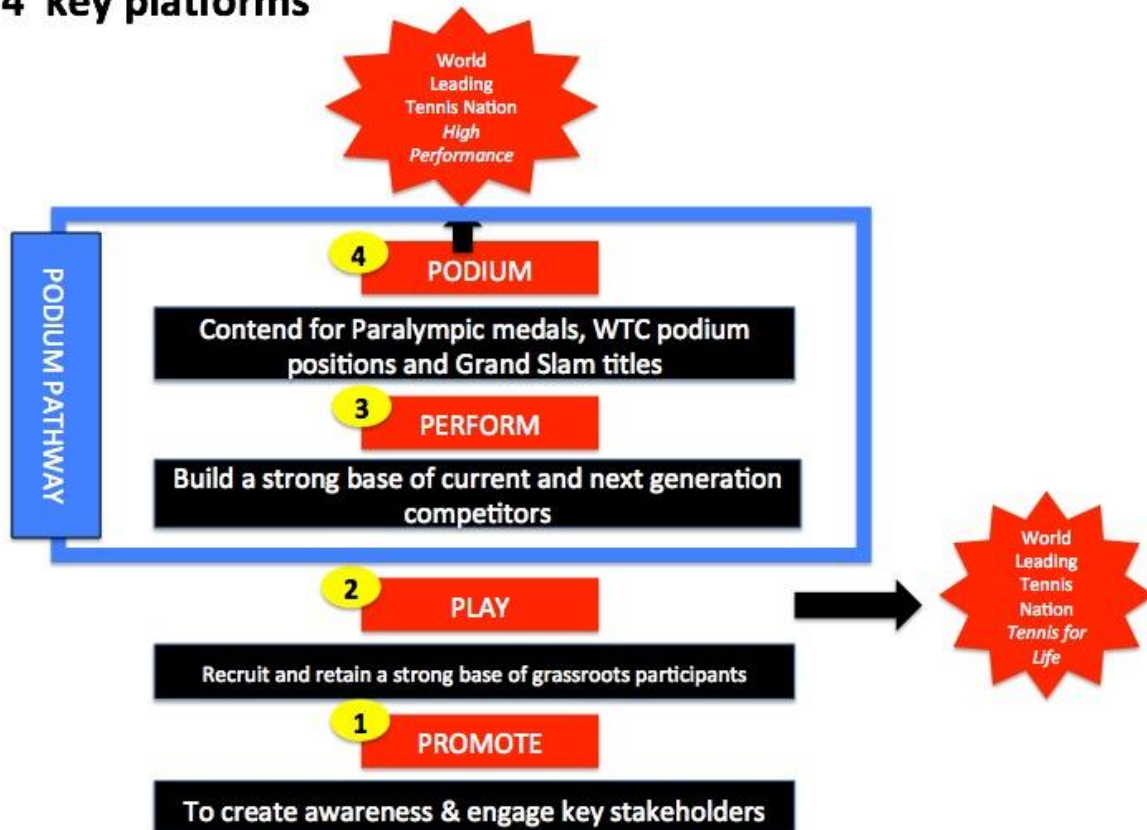 4 key platforms
World
Leading
Tennis Nation
High
Performance
PODIUM PATHWAY
4
PODIUM
Contend for Paralympic medals, WTC podium
positions and Grand Slam titles
3
PERFORM
Build a strong base of current and next generation
competitors
2
PLAY
World
Leading
Tennis
Nation
Tennis for
Life
Recruit and retain a strong base of grassroots participants
1
PROMOTE
To create awareness & engage key stakeholders